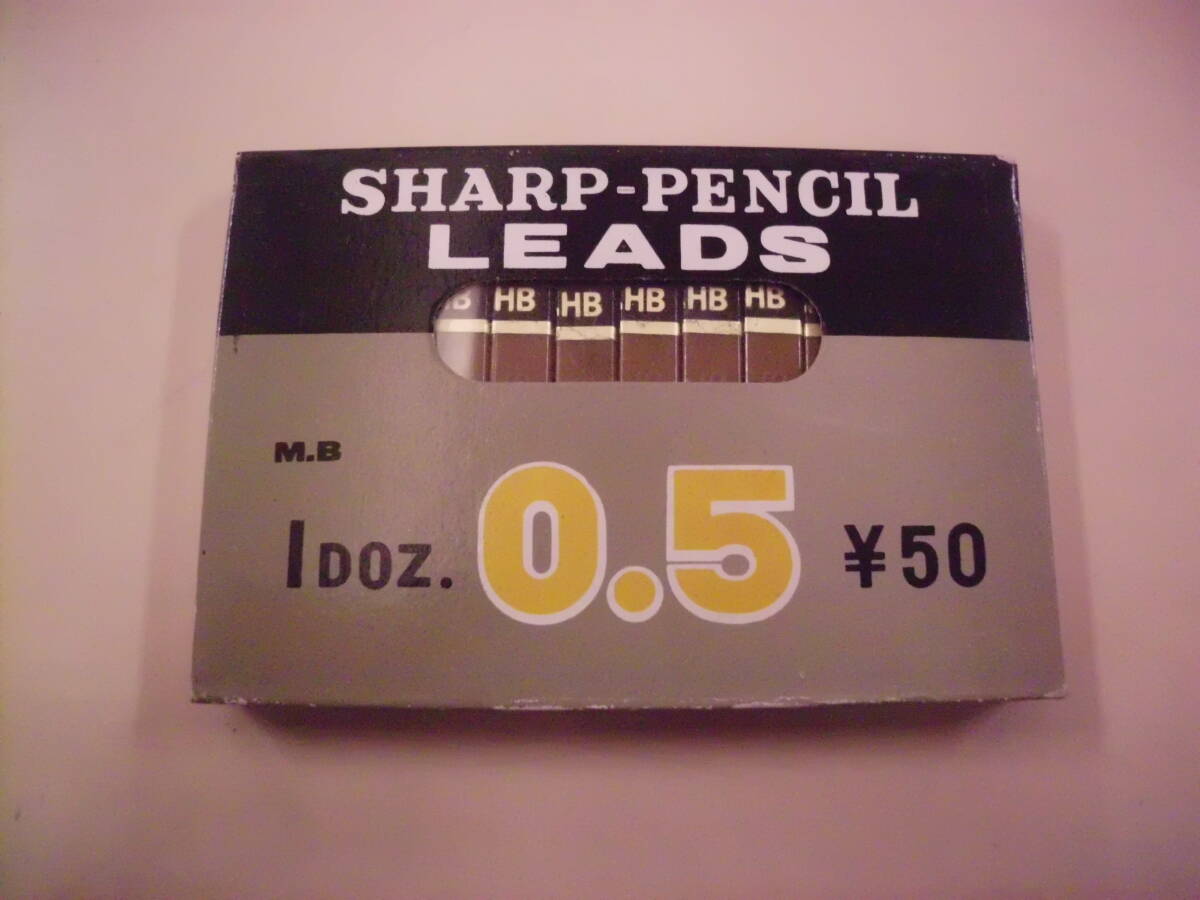 SHARP-PENCIL
LEADS
HB HB HB HB HB
M.B
1 DOZ. 0.5 ¥50